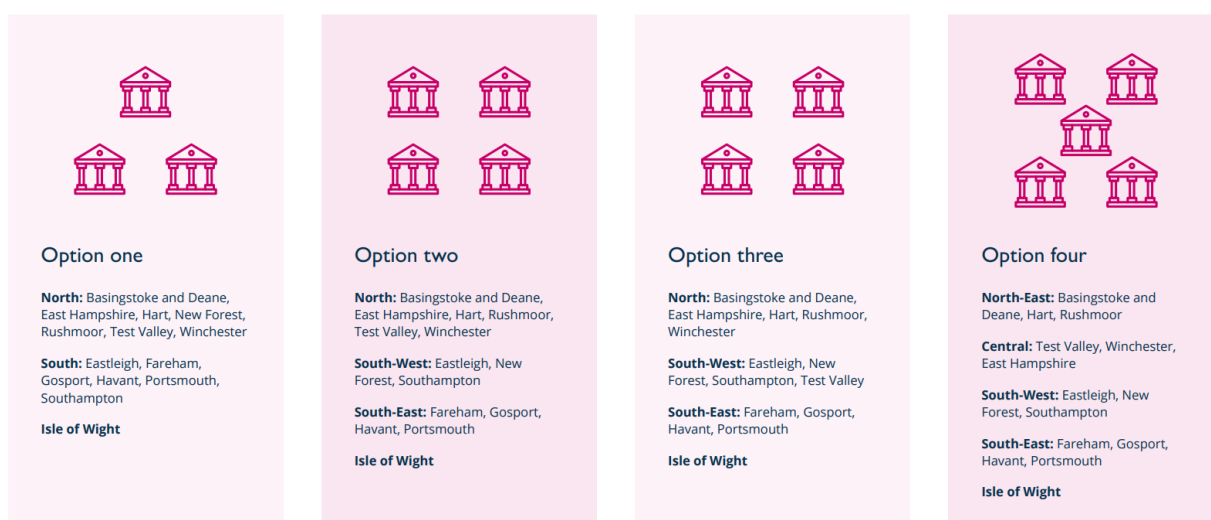 Option one
North: Basingstoke and Deane,
East Hampshire, Hart, New Forest,
Rushmoor, Test Valley, Winchester
South: Eastleigh, Fareham,
Gosport, Havant, Portsmouth,
Southampton
Isle of Wight
Option two
North: Basingstoke and Deane,
East Hampshire, Hart, Rushmoor,
Test Valley, Winchester
South-West: Eastleigh, New
Forest, Southampton
South-East: Fareham, Gosport,
Havant, Portsmouth
Isle of Wight
Option three
North: Basingstoke and Deane,
East Hampshire, Hart, Rushmoor,
Winchester
South-West: Eastleigh, New
Forest, Southampton, Test Valley
South-East: Fareham, Gosport,
Havant, Portsmouth
Isle of Wight
Option four
North-East: Basingstoke and
Deane, Hart, Rushmoor
Central: Test Valley, Winchester,
East Hampshire
South-West: Eastleigh, New
Forest, Southampton
South-East: Fareham, Gosport,
Havant, Portsmouth
Isle of Wight